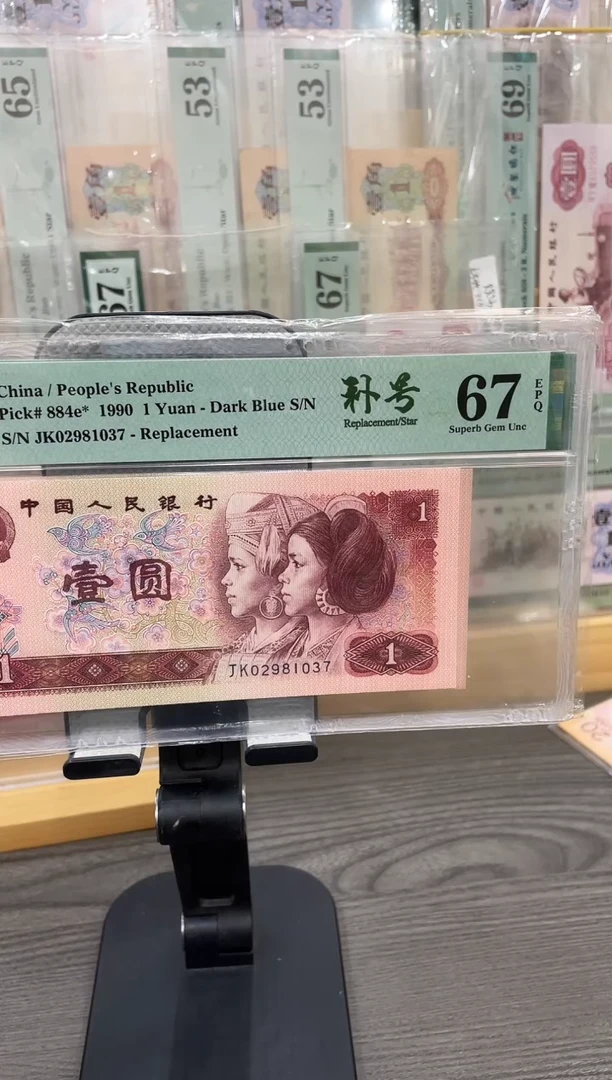 65
53
53
69
EPQ
67
67
China / People's Republic
Pick# 884e* 1990 1 Yuan - Dark Blue S/N
S/N JK02981037 - Replacement
补号
Replacement/Star
67
EPQ
Superb Gem Unc
中国人民银行
1
壹圆
1
1
JK02981037